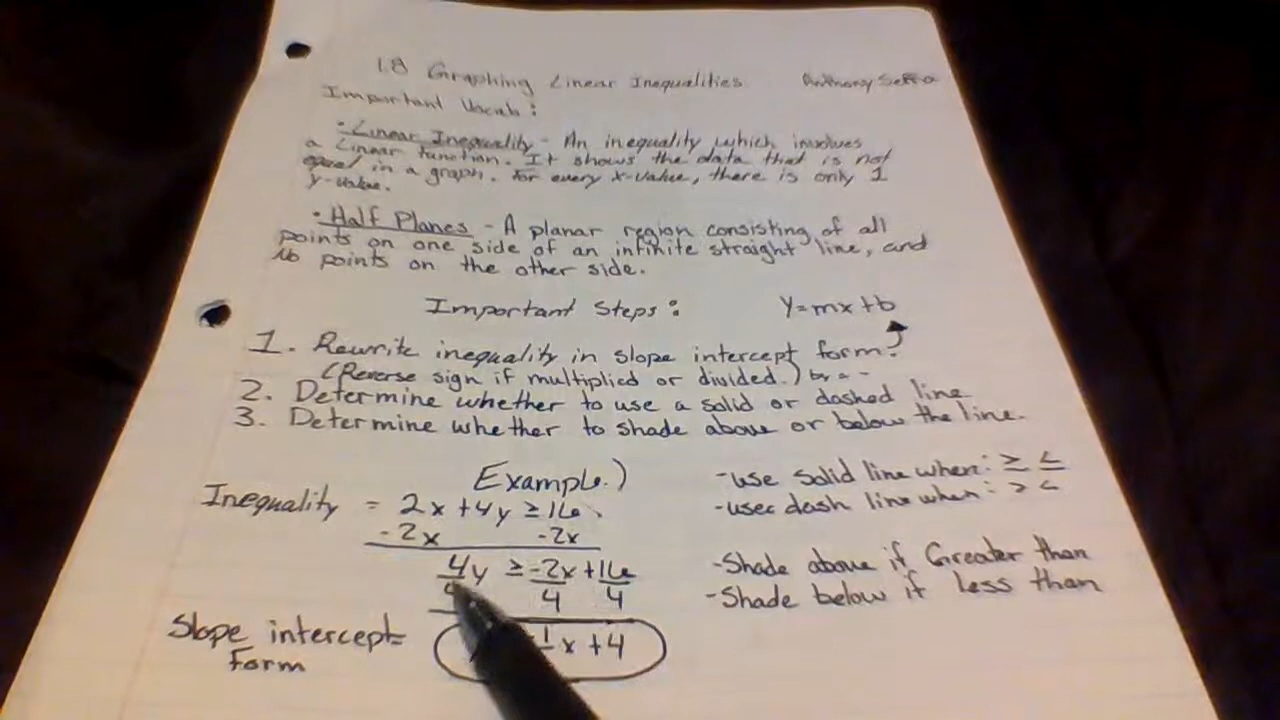 1.8 Graphing Linear Inequalities Anthony
Important Vocab:
• Linear Inequality - An inequality which involves
a Linear function. It shows the data that is not
equal in a graph. For every x-value, there is only 1
y-value.
• Half Planes - A planar region consisting of all
points on one side of an infinite straight line, and
No points on the other side.
Important Steps: Y=mx+b
1. Rewrite inequality in slope intercept form.
(Reverse sign if multiplied or divided.) by a -
2. Determine whether to use a solid or dashed line
3. Determine whether to shade above or below the line.
Example.)
Inequality = 2x+4y ≥16
-2x -2x
4y ≥ -2x +16
4 4
Slope intercept= 1x +4
Form
-use solid line when: ≥ ≤
-use dash line when: > <
-Shade above if Greater than
-Shade below if less than